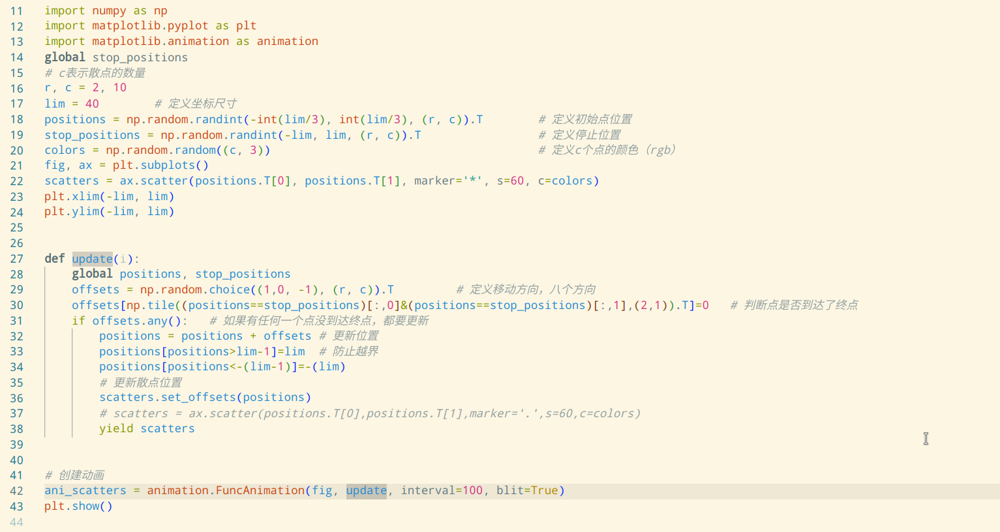 11 import numpy as np
12 import matplotlib.pyplot as plt
13 import matplotlib.animation as animation
14 global stop_positions
15 # c表示散点的数量
16 r, c = 2, 10
17 lim = 40        # 定义坐标尺寸
18 positions = np.random.randint(-int(lim/3), int(lim/3), (r, c)).T        # 定义初始点位置
19 stop_positions = np.random.randint(-lim, lim, (r, c)).T                 # 定义停止位置
20 colors = np.random.random((c, 3))                                       # 定义c个点的颜色（rgb）
21 fig, ax = plt.subplots()
22 scatters = ax.scatter(positions.T[0], positions.T[1], marker='*', s=60, c=colors)
23 plt.xlim(-lim, lim)
24 plt.ylim(-lim, lim)
25
26
27 def update(i):
28     global positions, stop_positions
29     offsets = np.random.choice((1,0, -1), (r, c)).T         # 定义移动方向，八个方向
30     offsets[np.tile((positions==stop_positions)[:,0]&(positions==stop_positions)[:,1],(2,1)).T]=0   # 判断点是否到达了终点
31     if offsets.any():   # 如果有任何一个点没到达终点，都要更新
32         positions = positions + offsets # 更新位置
33         positions[positions>lim-1]=lim  # 防止越界
34         positions[positions<-(lim-1)]=-(lim)
35         # 更新散点位置
36         scatters.set_offsets(positions)
37         # scatters = ax.scatter(positions.T[0],positions.T[1],marker='.',s=60,c=colors)
38         yield scatters
39
40
41 # 创建动画
42 ani_scatters = animation.FuncAnimation(fig, update, interval=100, blit=True)
43 plt.show()
44